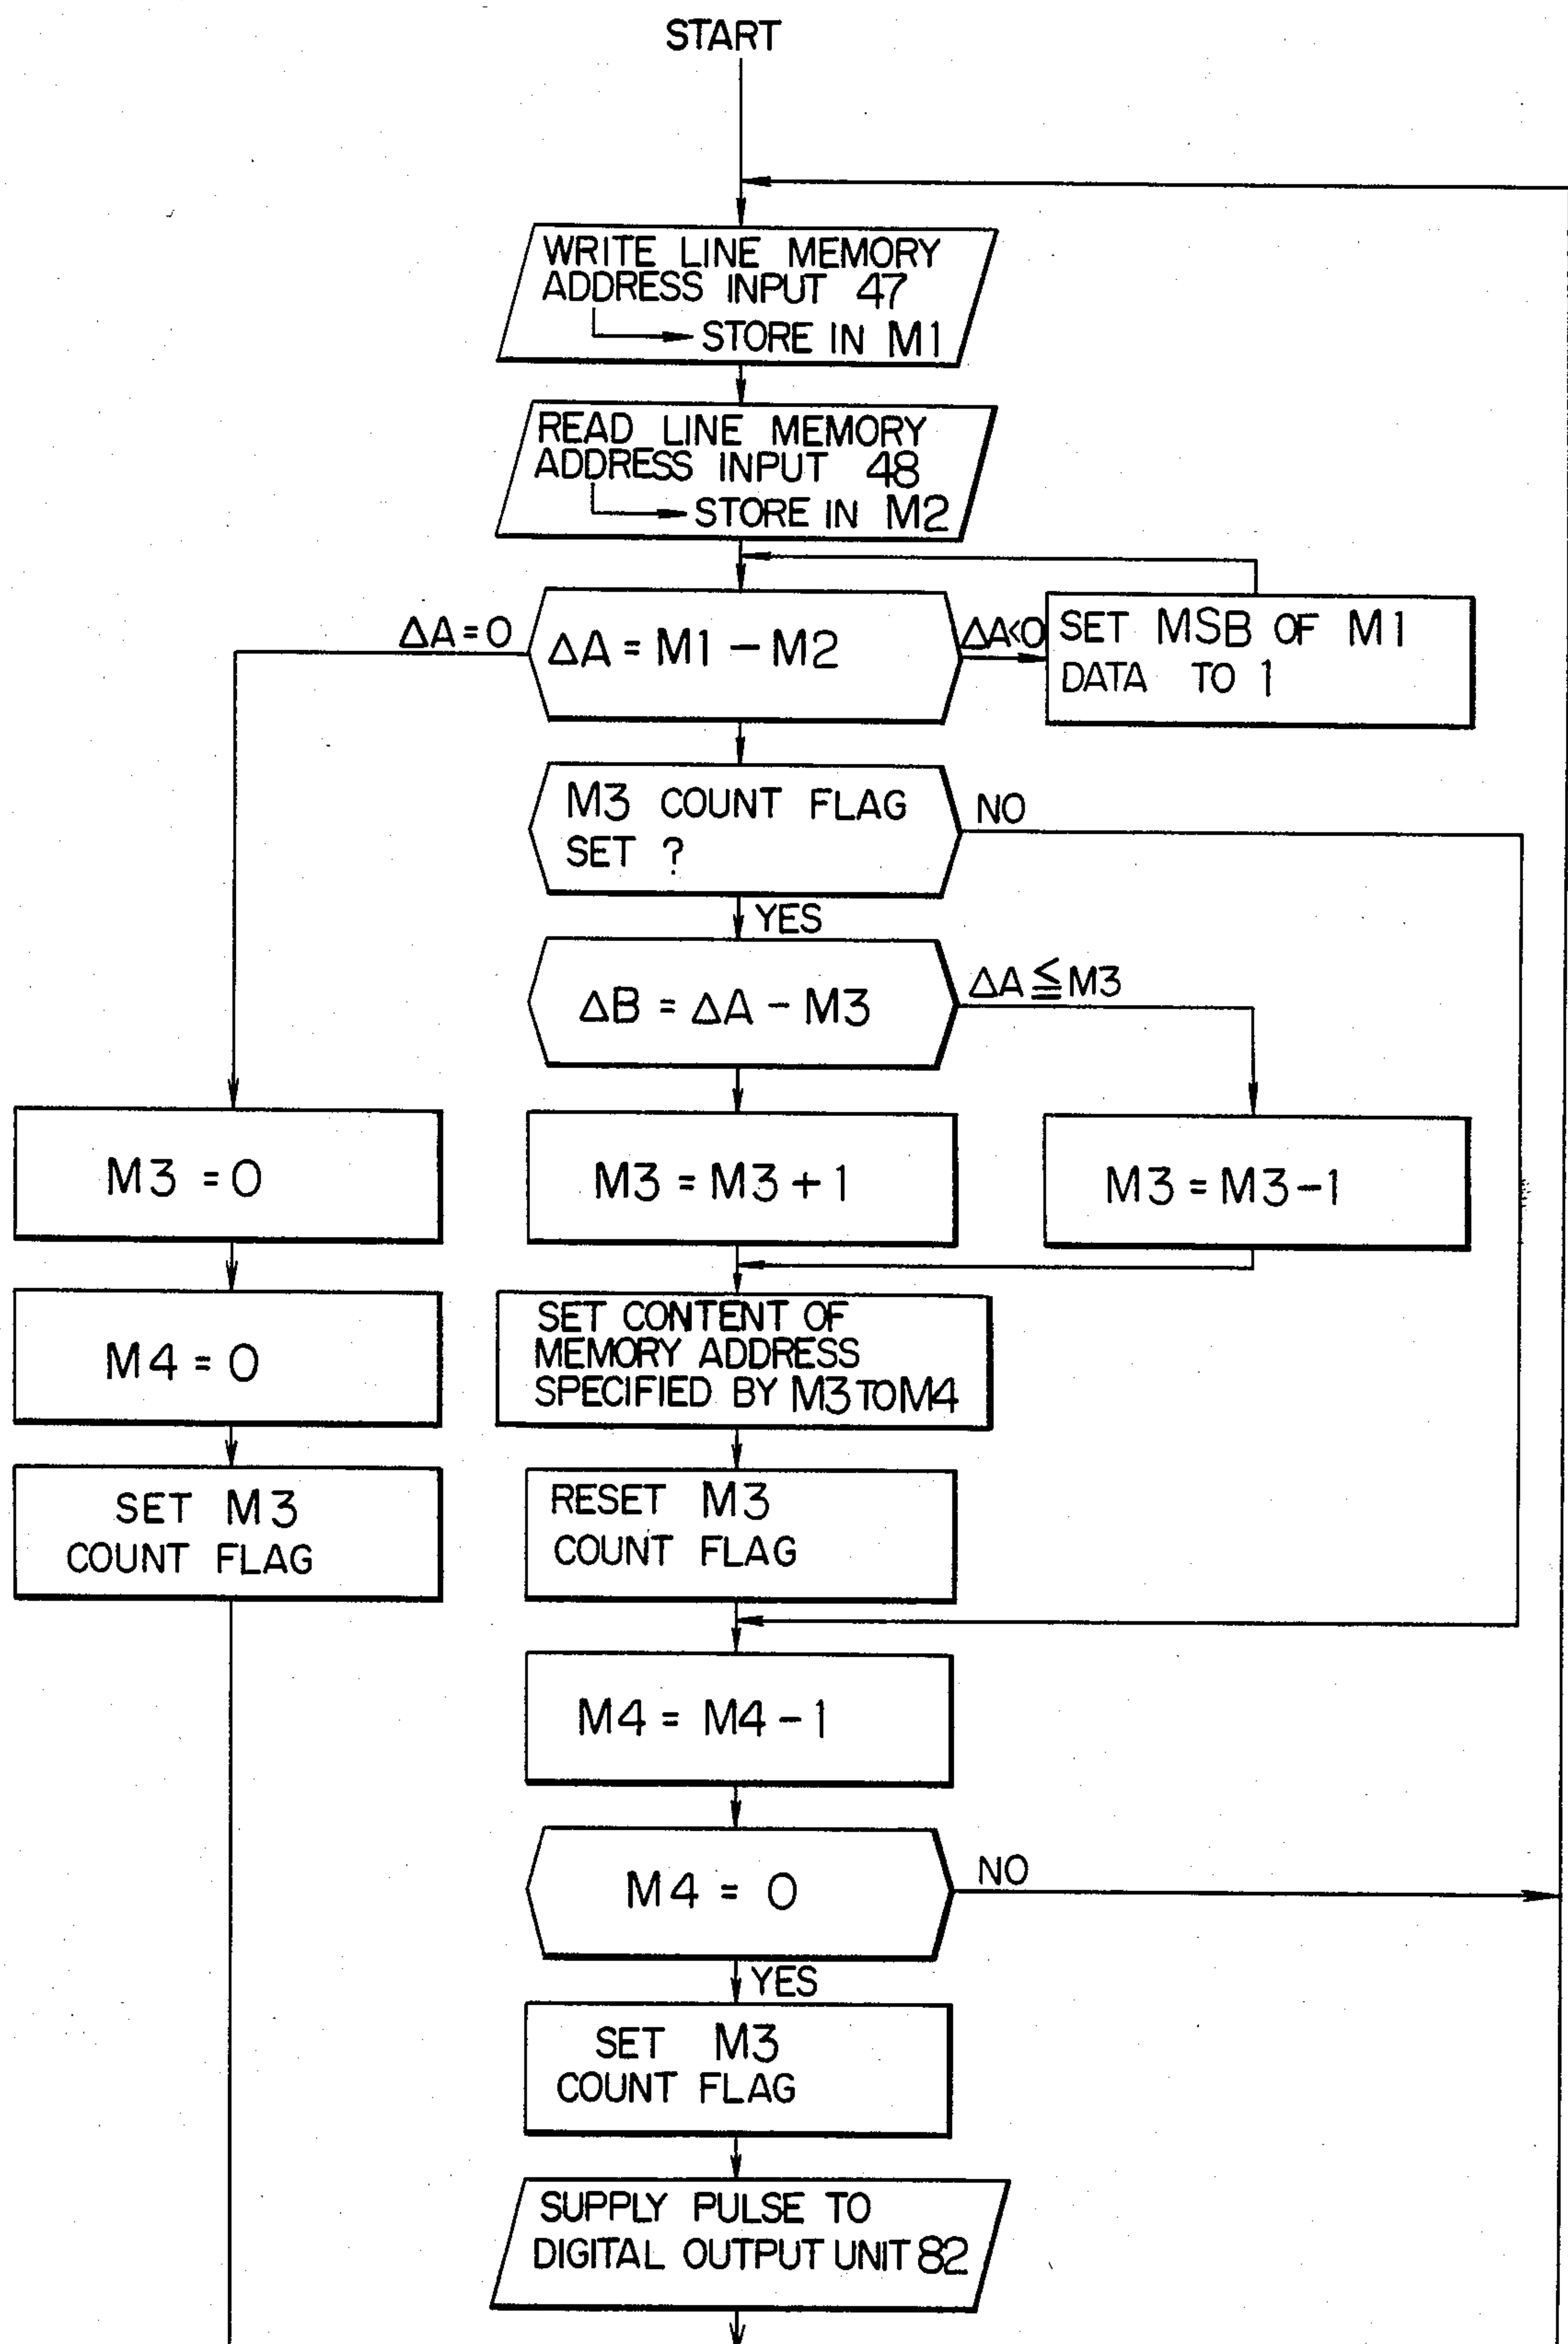 START
WRITE LINE MEMORY
ADDRESS INPUT 47
STORE IN M1
READ LINE MEMORY
ADDRESS INPUT 48
STORE IN M2
ΔA = 0
ΔA = M1 - M2
ΔA<0
SET MSB OF M1
DATA TO 1
M3 COUNT FLAG
SET ?
NO
YES
ΔB = ΔA - M3
ΔA ≦ M3
M3 = 0
M3 = M3 + 1
M3 = M3-1
M4 = 0
SET CONTENT OF
MEMORY ADDRESS
SPECIFIED BY M3 TO M4
SET M3
COUNT FLAG
RESET M3
COUNT FLAG
M4 = M4 - 1
M4 = 0
NO
YES
SET M3
COUNT FLAG
SUPPLY PULSE TO
DIGITAL OUTPUT UNIT 82